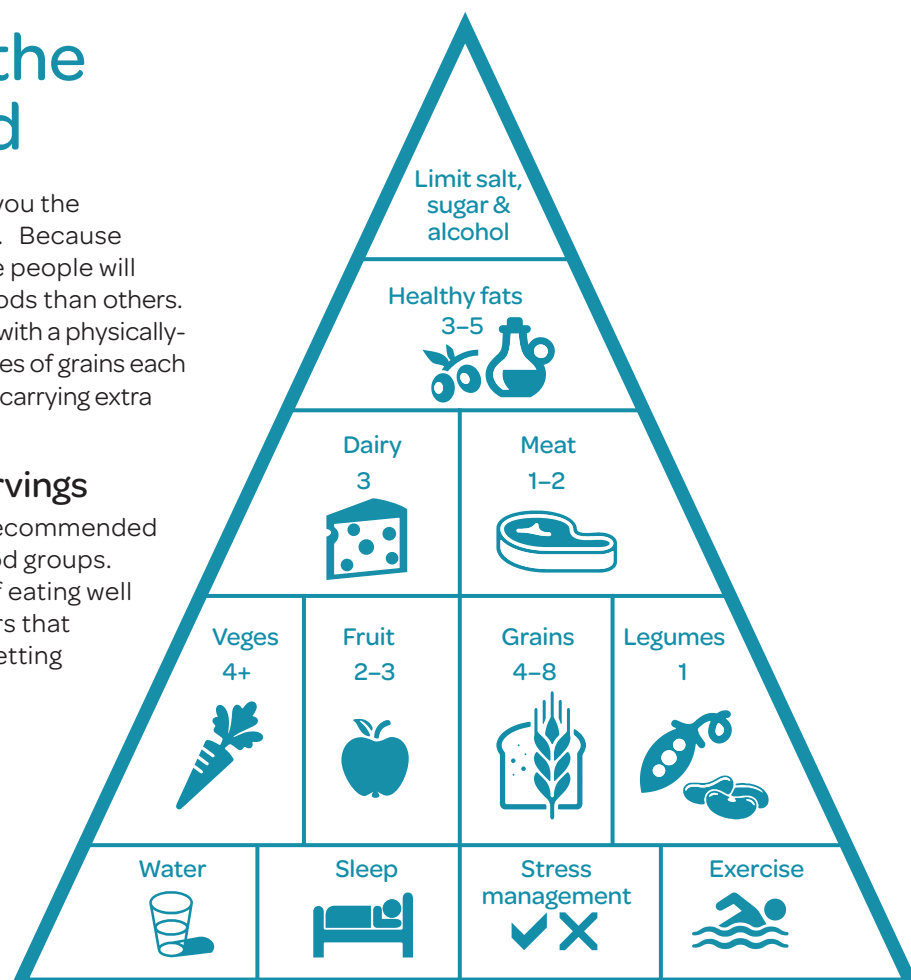 the
d
you the
. Because
e people will
ods than others.
with a physically-
es of grains each
carrying extra
rvings
ecommended
od groups.
f eating well
rs that
etting
Limit salt,
sugar &
alcohol
Healthy fats
3–5
Dairy
3
Meat
1–2
Veges
4+
Fruit
2–3
Grains
4–8
Legumes
1
Water
Sleep
Stress
management
Exercise